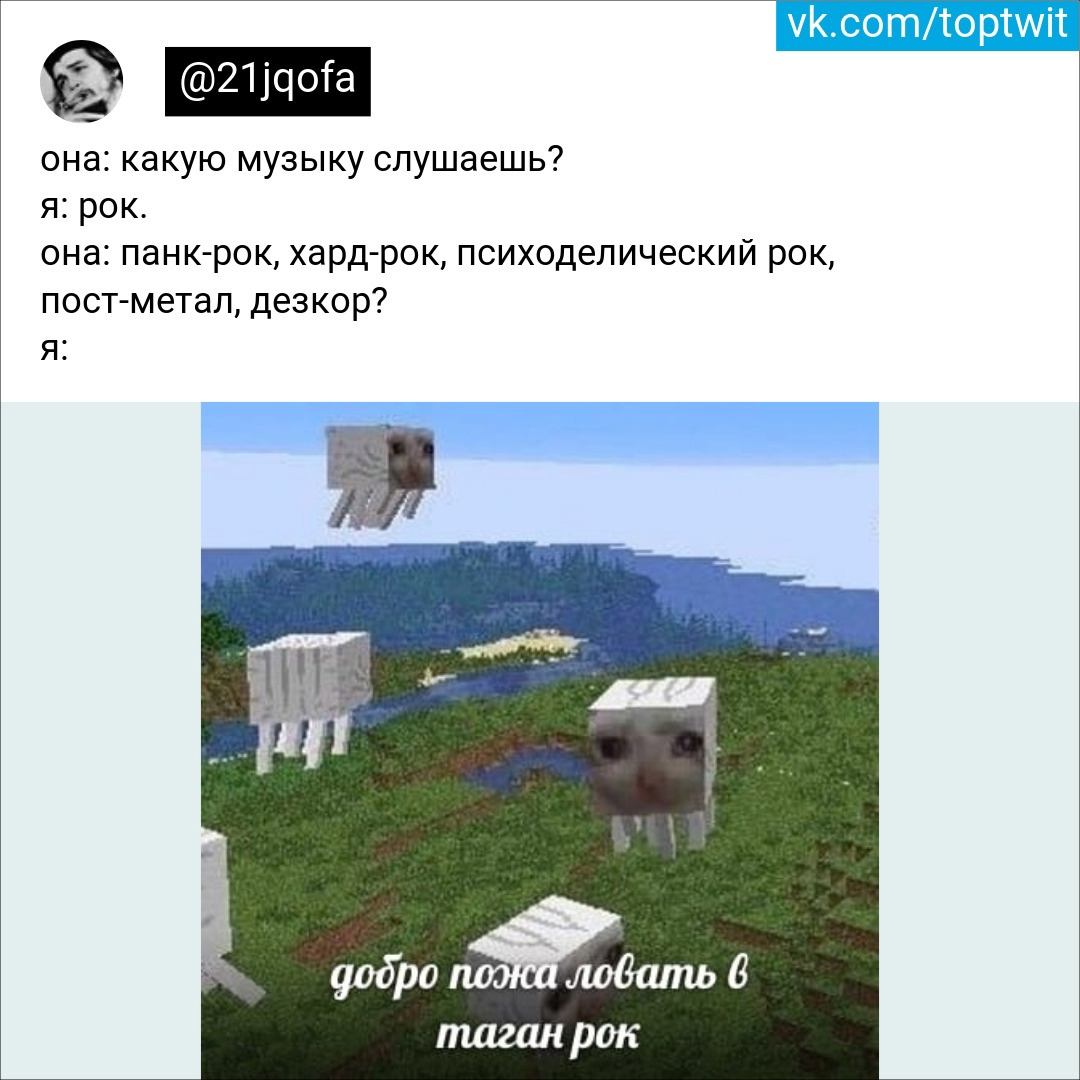 vk.com/toptwit
@21jqofa
она: какую музыку слушаешь?
я: рок.
она: панк-рок, хард-рок, психоделический рок,
пост-метал, дезкор?
я:
добро пожа ловать в
таган рок